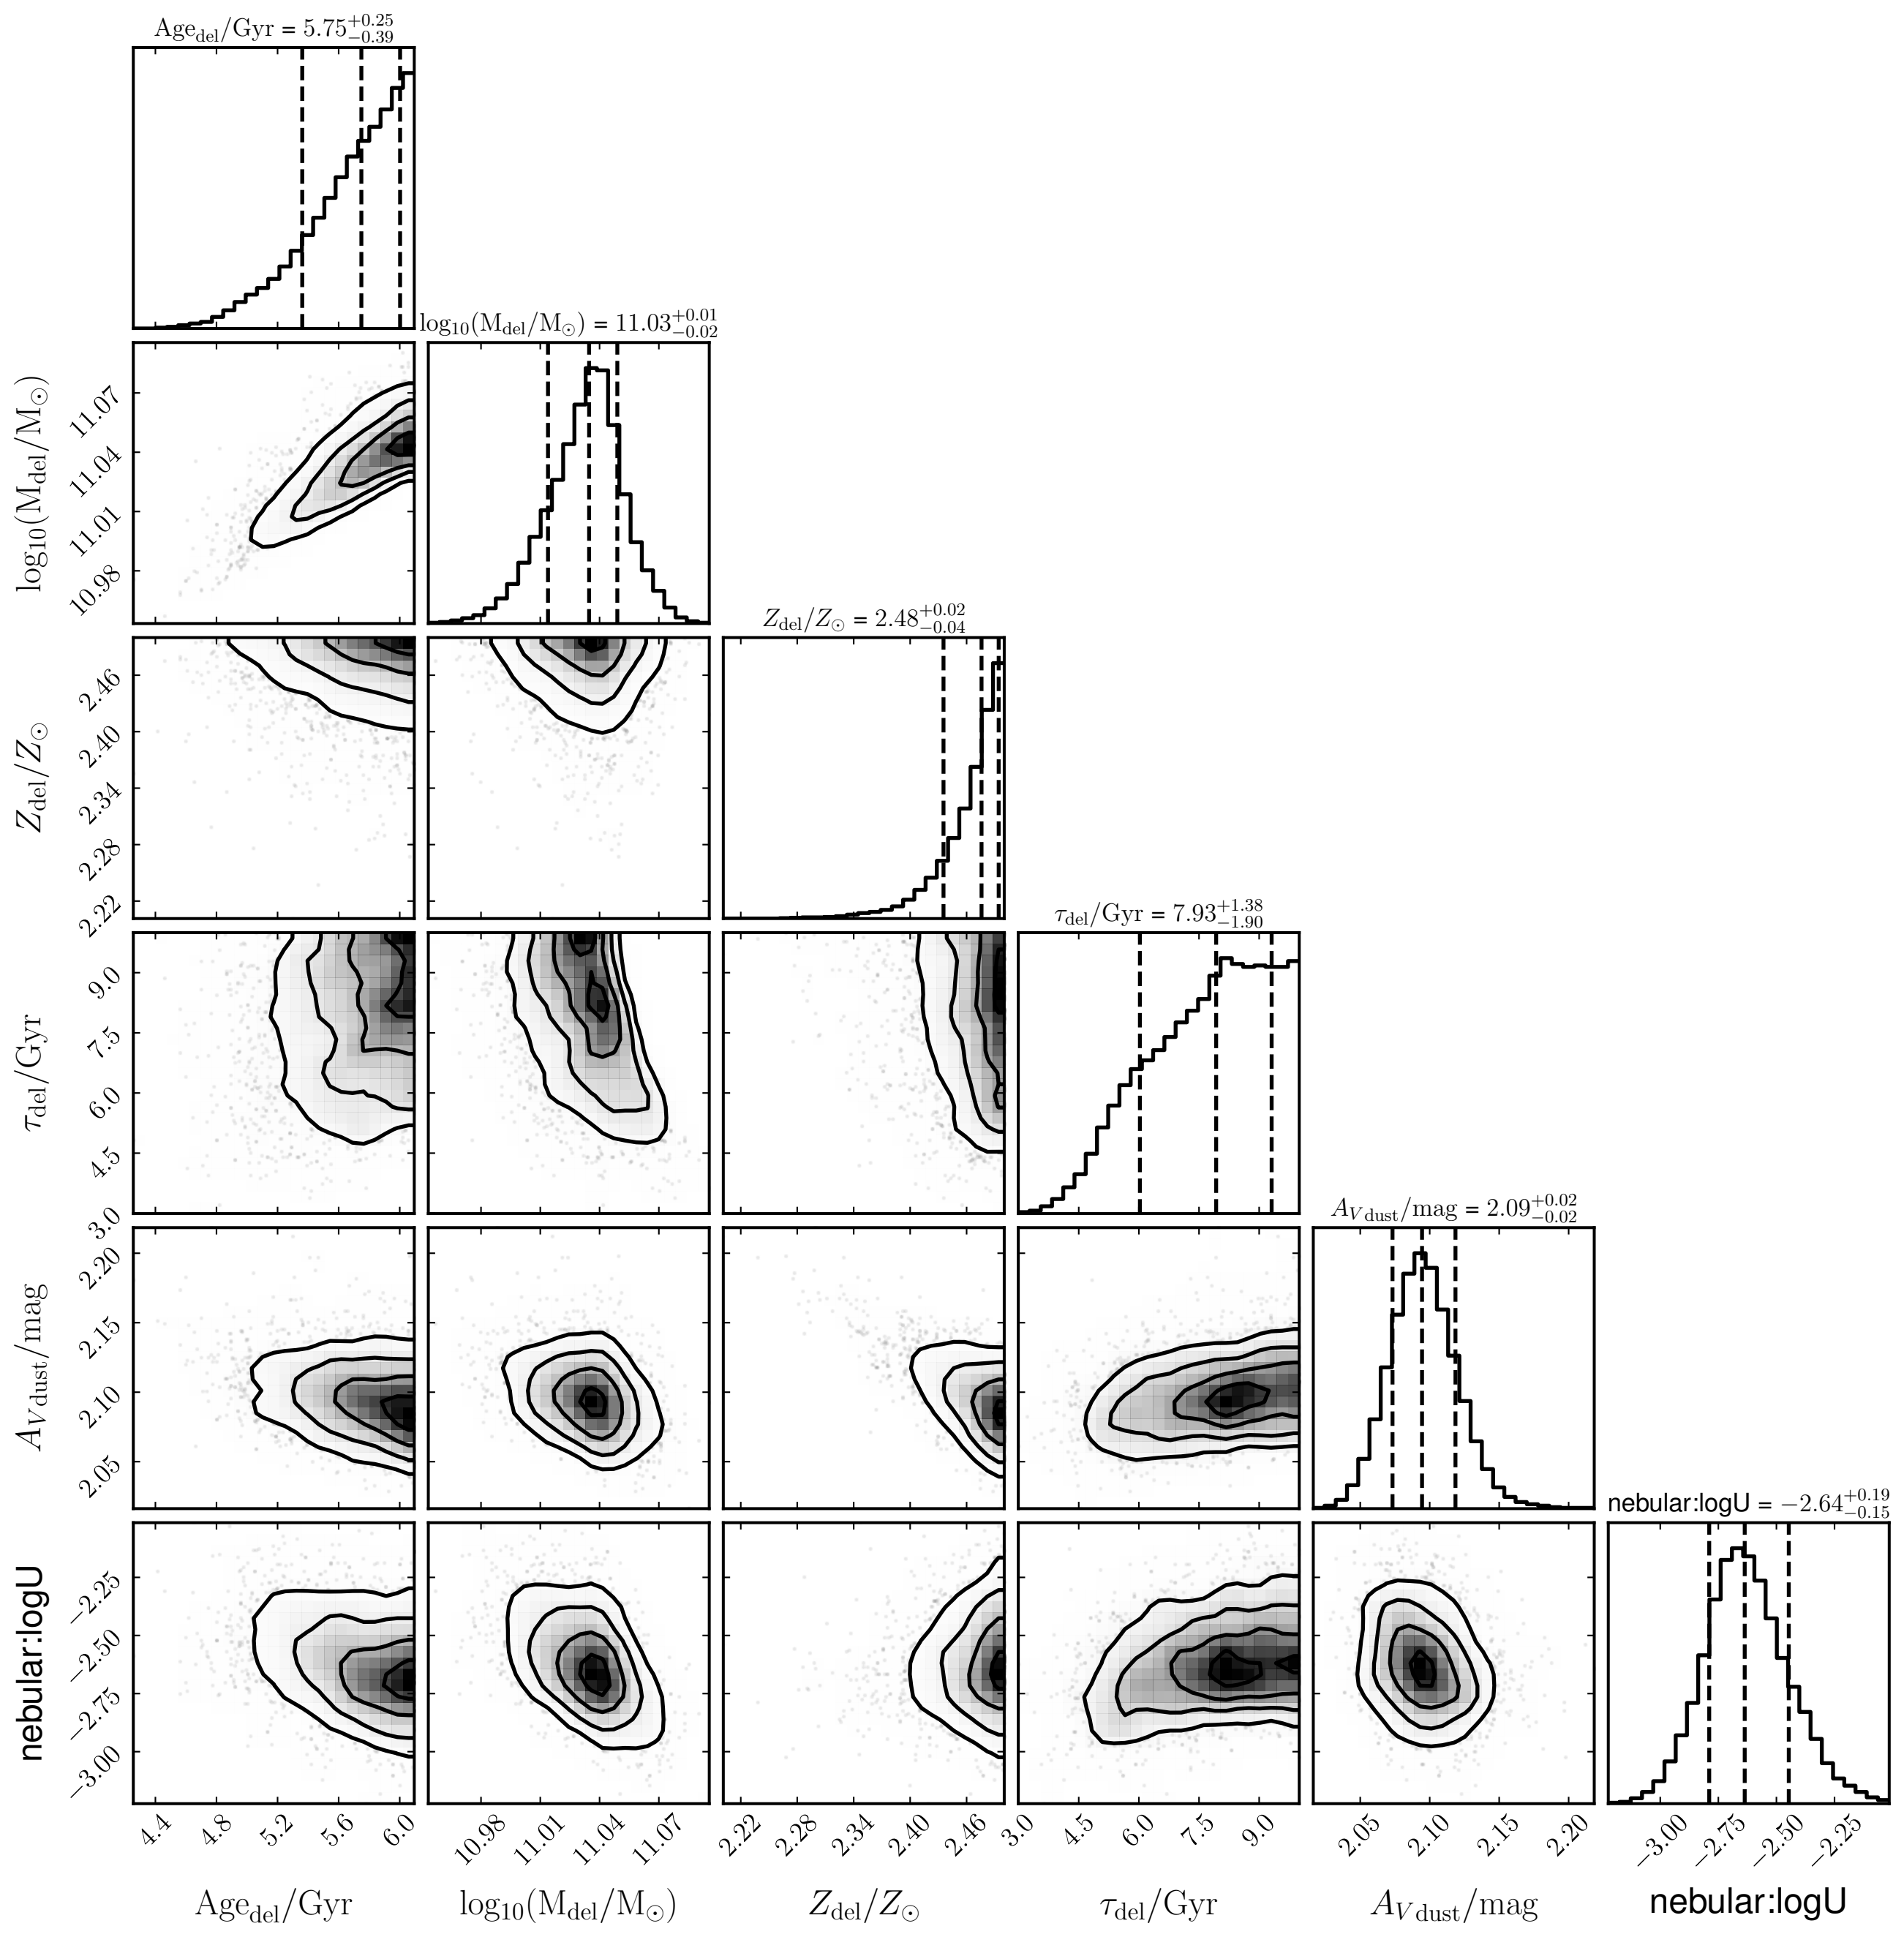 Age_del/Gyr = 5.75^{+0.25}_{−0.39}
log₁₀(M_del/M_⊙) = 11.03^{+0.01}_{−0.02}
log₁₀(M_del/M_⊙)
11.07
11.04
11.01
10.98
Z_del/Z_⊙ = 2.48^{+0.02}_{−0.04}
Z_del/Z_⊙
2.46
2.40
2.34
2.28
2.22
τ_del/Gyr = 7.93^{+1.38}_{−1.90}
τ_del/Gyr
9.0
7.5
6.0
4.5
3.0
A_{V dust}/mag = 2.09^{+0.02}_{−0.02}
A_{V dust}/mag
2.20
2.15
2.10
2.05
nebular:logU = −2.64^{+0.19}_{−0.15}
nebular:logU
−2.25
−2.50
−2.75
−3.00
4.4 4.8 5.2 5.6 6.0 10.98 11.01 11.04 11.07 2.22 2.28 2.34 2.40 2.46 3.0 4.5 6.0 7.5 9.0 2.05 2.10 2.15 2.20 −3.00 −2.75 −2.50 −2.25
Age_del/Gyr log₁₀(M_del/M_⊙) Z_del/Z_⊙ τ_del/Gyr A_{V dust}/mag nebular:logU